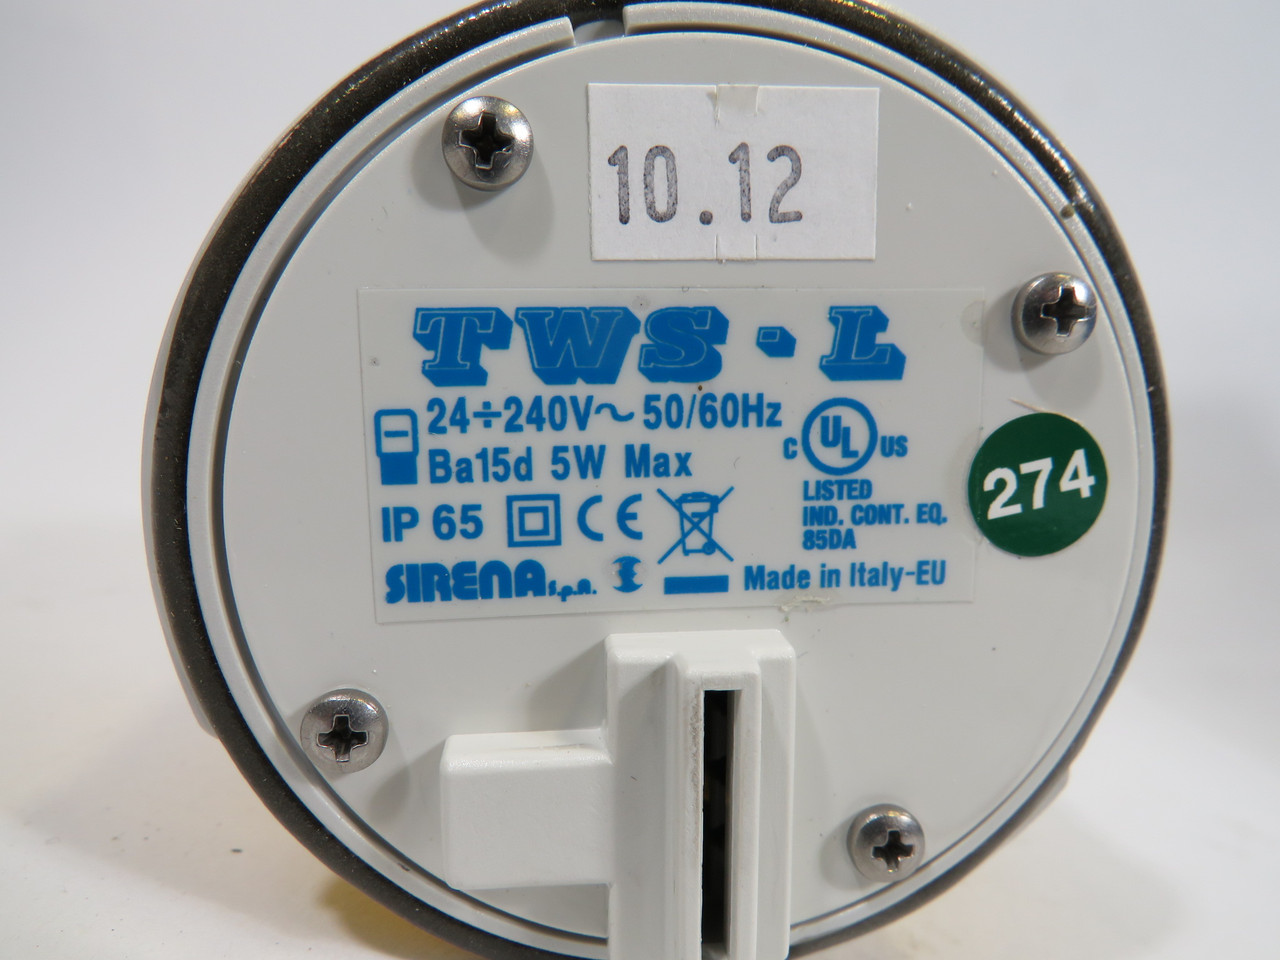 10.12
TWS-L
24÷240V~ 50/60Hz
Ba15d 5W Max
IP 65 CE
C UL US
LISTED
IND. CONT. EQ.
85DA
SIRENA s.p.A.
Made in Italy-EU
274